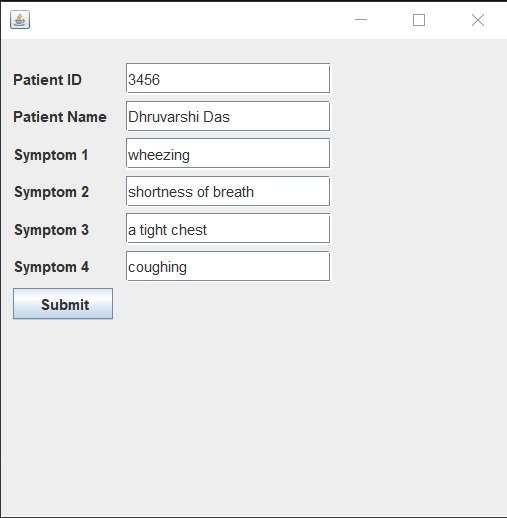 Patient ID 3456
Patient Name Dhruvarshi Das
Symptom 1 wheezing
Symptom 2 shortness of breath
Symptom 3 a tight chest
Symptom 4 coughing
Submit